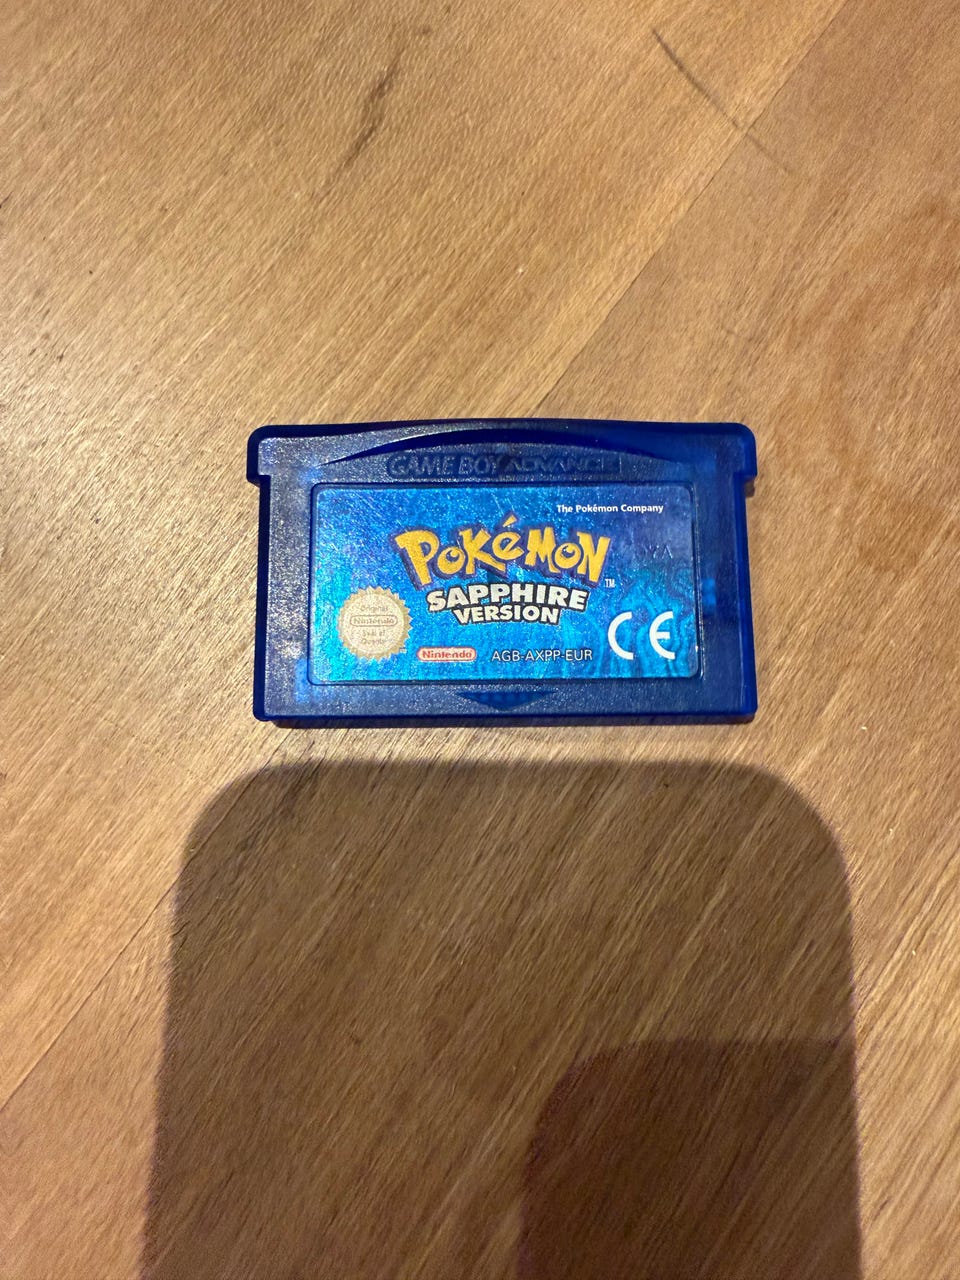 GAME BOY ADVANCE
The Pokémon Company
POKéMON
TM
SAPPHIRE
VERSION
Original
Nintendo
Seal of
Quality
Nintendo
AGB-AXPP-EUR
CE